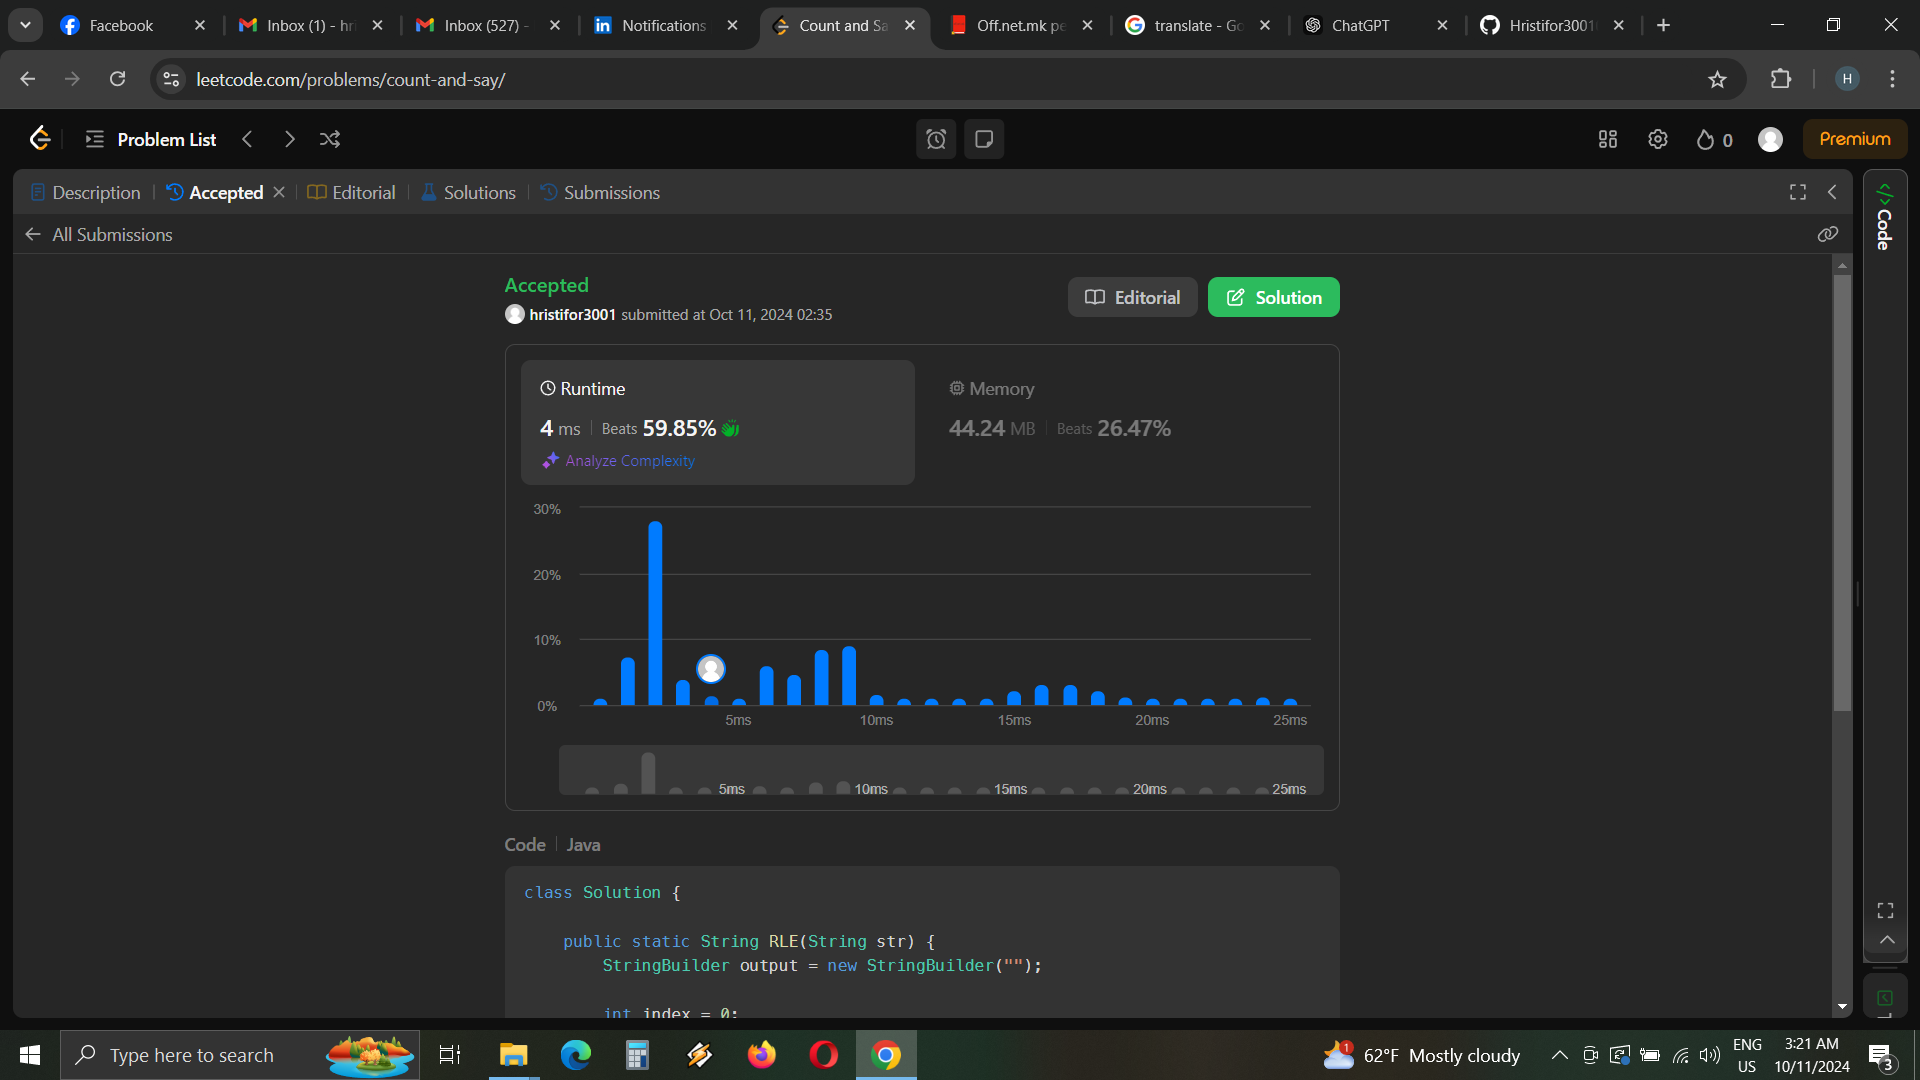 Facebook
Inbox (1) - hri
Inbox (527) -
Notifications
Count and Sa
Off.net.mk ре
translate - Go
ChatGPT
Hristifor3001
leetcode.com/problems/count-and-say/
H
Problem List
0
Premium
Description
Accepted
Editorial
Solutions
Submissions
</> Code
All Submissions
Accepted
hristifor3001 submitted at Oct 11, 2024 02:35
Editorial
Solution
Runtime
4 ms | Beats 59.85%
Analyze Complexity
Memory
44.24 MB | Beats 26.47%
30%
20%
10%
0%
5ms 10ms 15ms 20ms 25ms
5ms 10ms 15ms 20ms 25ms
Code | Java
class Solution {
public static String RLE(String str) {
StringBuilder output = new StringBuilder("");
int index = 0;
Type here to search
1
62°F Mostly cloudy
ENG
US
3:21 AM
10/11/2024
3